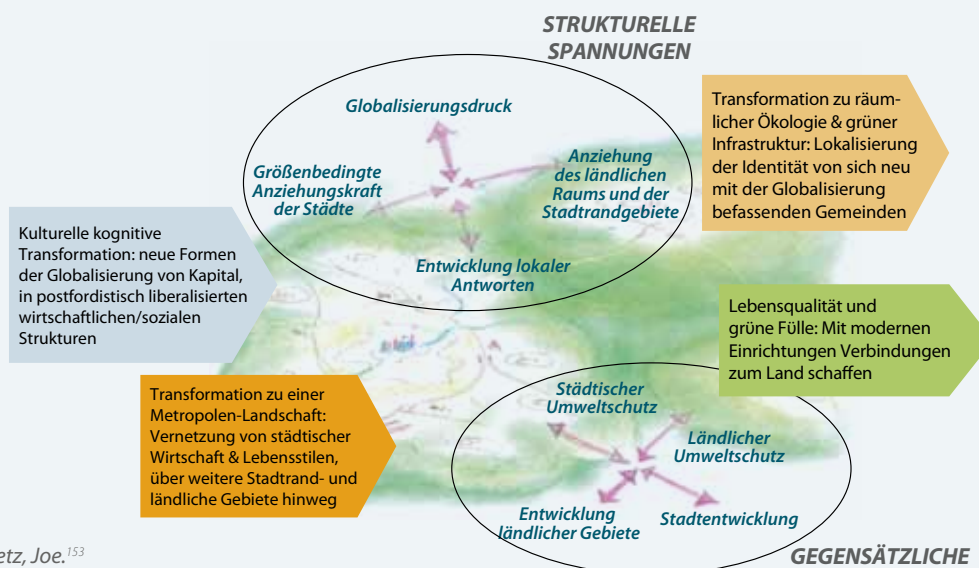 STRUKTURELLE
SPANNUNGEN
Globalisierungsdruck
Größenbedingte
Anziehungskraft
der Städte
Anziehung
des ländlichen
Raums und der
Stadtrandgebiete
Entwicklung lokaler
Antworten
Transformation zu räum-
licher Ökologie & grüner
Infrastruktur: Lokalisierung
der Identität von sich neu
mit der Globalisierung
befassenden Gemeinden
Kulturelle kognitive
Transformation: neue Formen
der Globalisierung von Kapital,
in postfordistisch liberalisierten
wirtschaftlichen/sozialen
Strukturen
Lebensqualität und
grüne Fülle: Mit modernen
Einrichtungen Verbindungen
zum Land schaffen
Transformation zu einer
Metropolen-Landschaft:
Vernetzung von städtischer
Wirtschaft & Lebensstilen,
über weitere Stadtrand- und
ländliche Gebiete hinweg
Städtischer
Umweltschutz
Ländlicher
Umweltschutz
Entwicklung
ländlicher Gebiete
Stadtentwicklung
etz, Joe.153
GEGENSÄTZLICHE